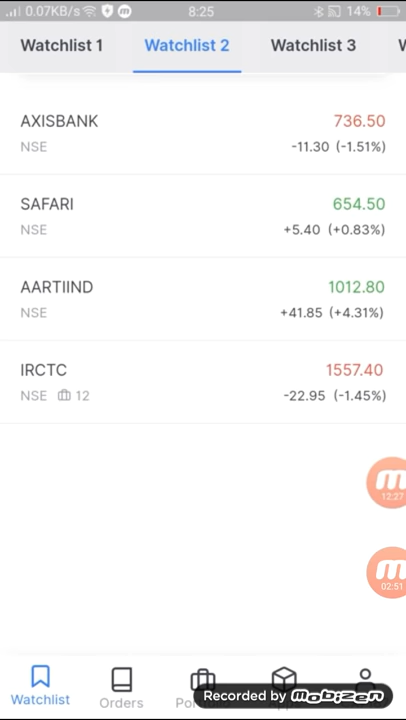 0.07KB/s 8:25 14%
Watchlist 1 Watchlist 2 Watchlist 3 W
AXISBANK 736.50
NSE -11.30 (-1.51%)
SAFARI 654.50
NSE +5.40 (+0.83%)
AARTIIND 1012.80
NSE +41.85 (+4.31%)
IRCTC 1557.40
NSE 12 -22.95 (-1.45%)
12:27
02:51
Watchlist Orders
Recorded by mobizen